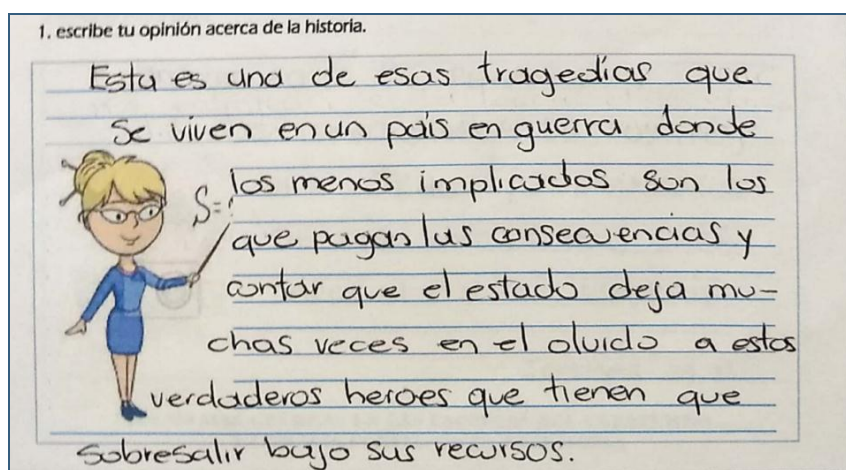 1. escribe tu opinión acerca de la historia.
Esta es una de esas tragedias que
se viven en un pais en guerra donde
los menos implicados son los
S=
que pagan las consecuencias y
contar que el estado deja mu-
chas veces en el olvido a estos
verdaderos heroes que tienen que
sobresalir bajo sus recursos.